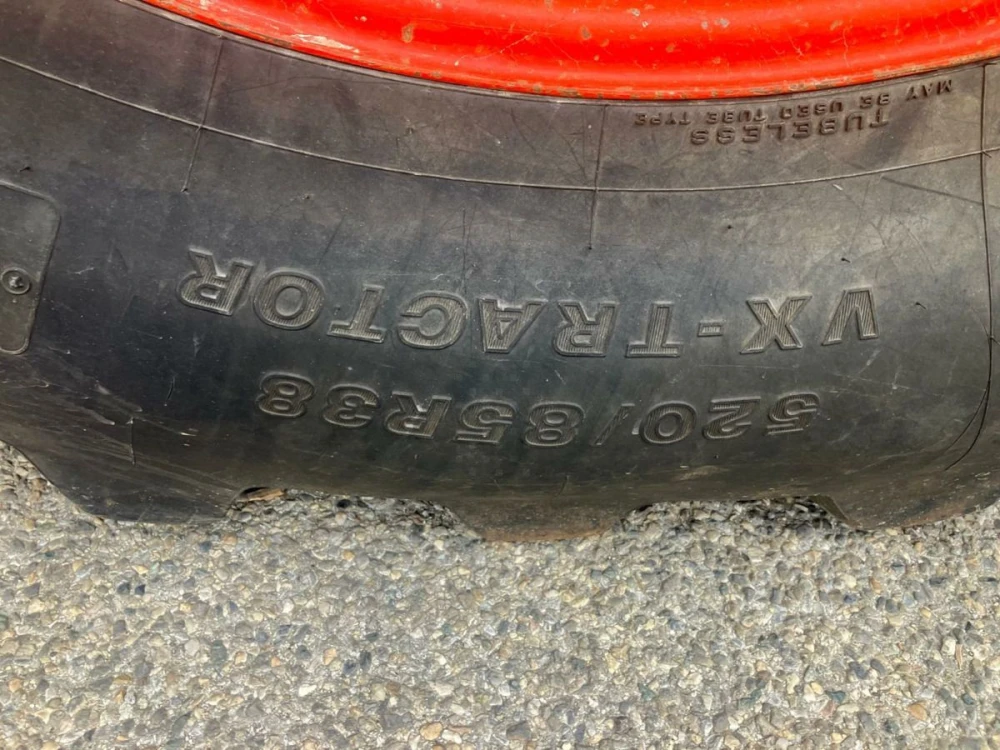 520/85R38
VX-TRACTOR
TUBELESS
MAY BE USED TUBE TYPE